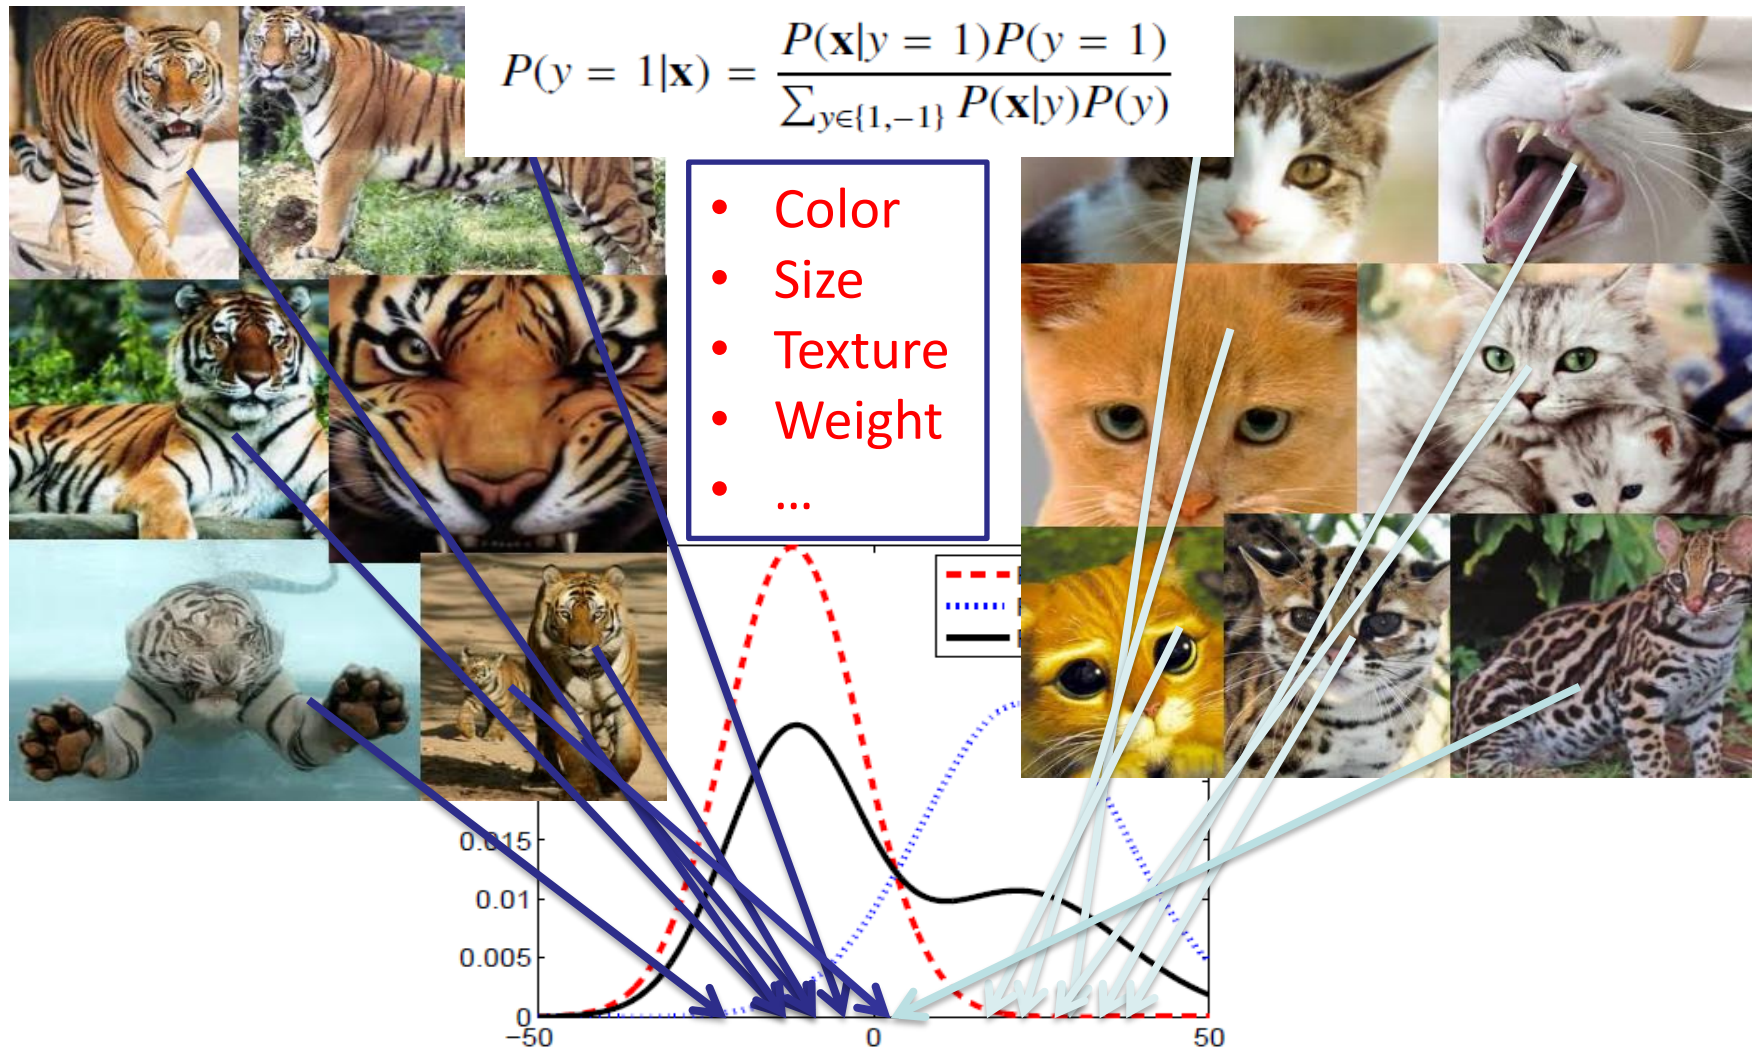 P(y = 1|x) = P(x|y = 1)P(y = 1) / ∑y∈{1,−1} P(x|y)P(y)
• Color
• Size
• Texture
• Weight
• ...
0.015
0.01
0.005
0
−50
0
50